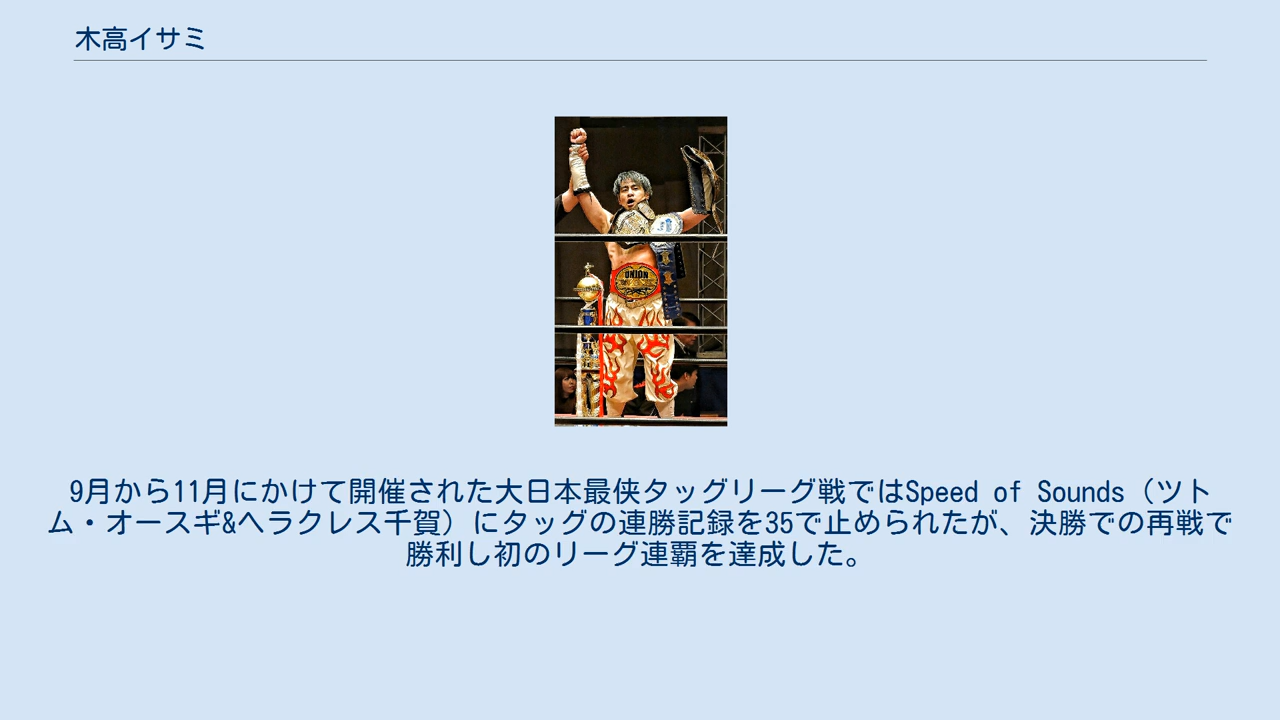 木高イサミ
UNION
9月から11月にかけて開催された大日本最侠タッグリーグ戦ではSpeed of Sounds（ツト
ム・オースギ&ヘラクレス千賀）にタッグの連勝記録を35で止められたが、決勝での再戦で
勝利し初のリーグ連覇を達成した。